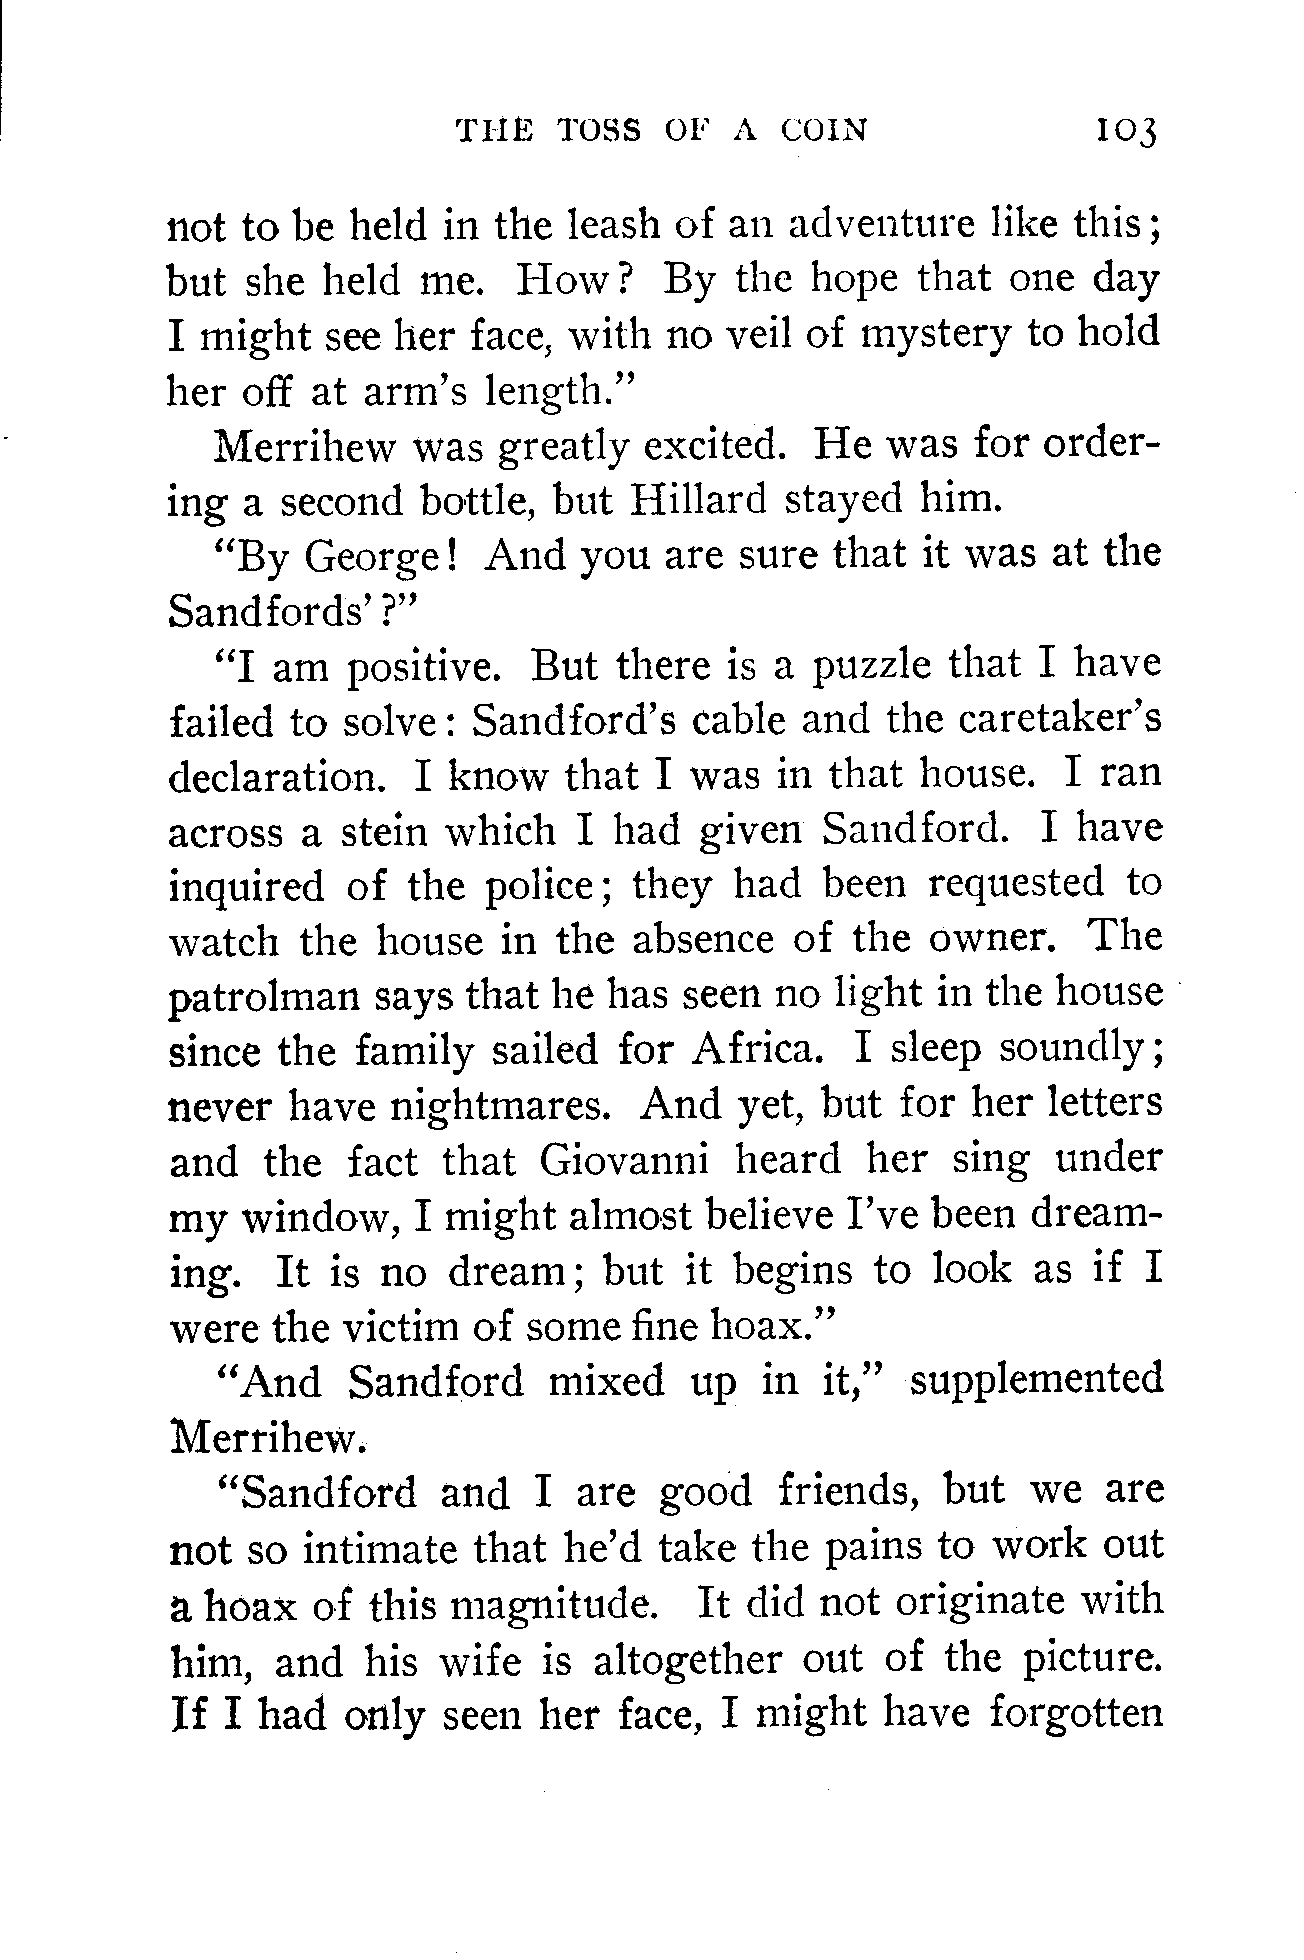 THE TOSS OF A COIN 103
not to be held in the leash of an adventure like this;
but she held me. How? By the hope that one day
I might see her face, with no veil of mystery to hold
her off at arm's length."
Merrihew was greatly excited. He was for order-
ing a second bottle, but Hillard stayed him.
"By George! And you are sure that it was at the
Sandfords'?"
"I am positive. But there is a puzzle that I have
failed to solve: Sandford's cable and the caretaker's
declaration. I know that I was in that house. I ran
across a stein which I had given Sandford. I have
inquired of the police; they had been requested to
watch the house in the absence of the owner. The
patrolman says that he has seen no light in the house
since the family sailed for Africa. I sleep soundly;
never have nightmares. And yet, but for her letters
and the fact that Giovanni heard her sing under
my window, I might almost believe I've been dream-
ing. It is no dream; but it begins to look as if I
were the victim of some fine hoax."
"And Sandford mixed up in it," supplemented
Merrihew.
"Sandford and I are good friends, but we are
not so intimate that he'd take the pains to work out
a hoax of this magnitude. It did not originate with
him, and his wife is altogether out of the picture.
If I had only seen her face, I might have forgotten